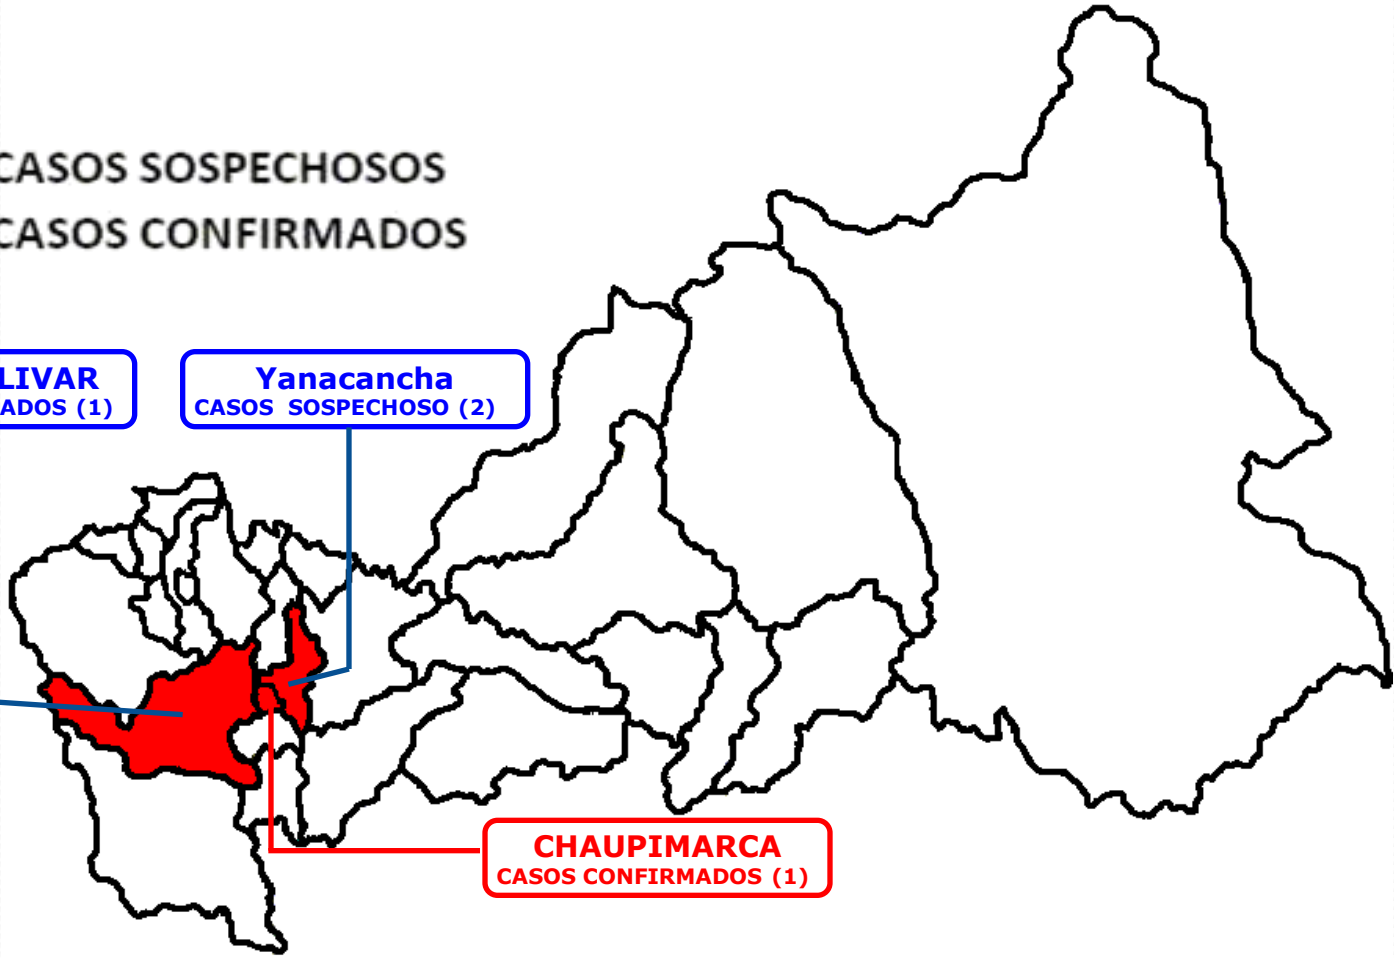 CASOS SOSPECHOSOS
CASOS CONFIRMADOS
LIVAR
ADOS (1)
Yanacancha
CASOS SOSPECHOSO (2)
CHAUPIMARCA
CASOS CONFIRMADOS (1)